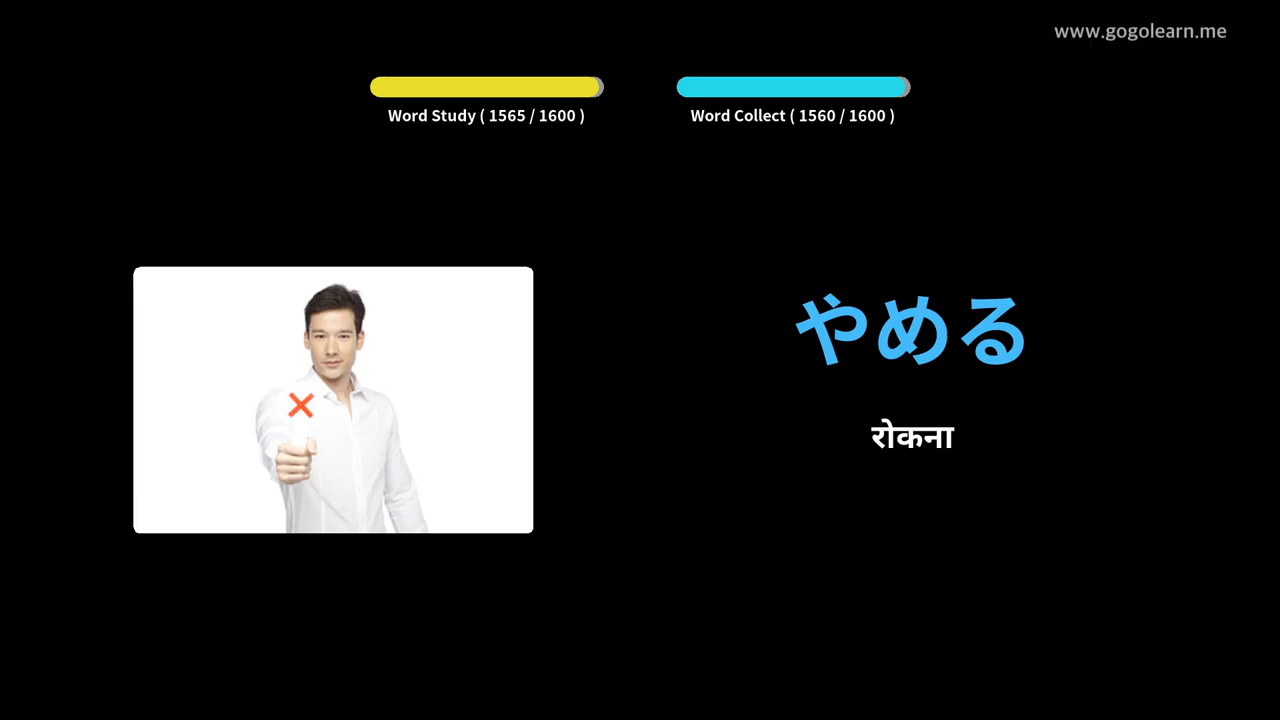 www.gogolearn.me
Word Study ( 1565 / 1600 )
Word Collect ( 1560 / 1600 )
やめる
रोकना